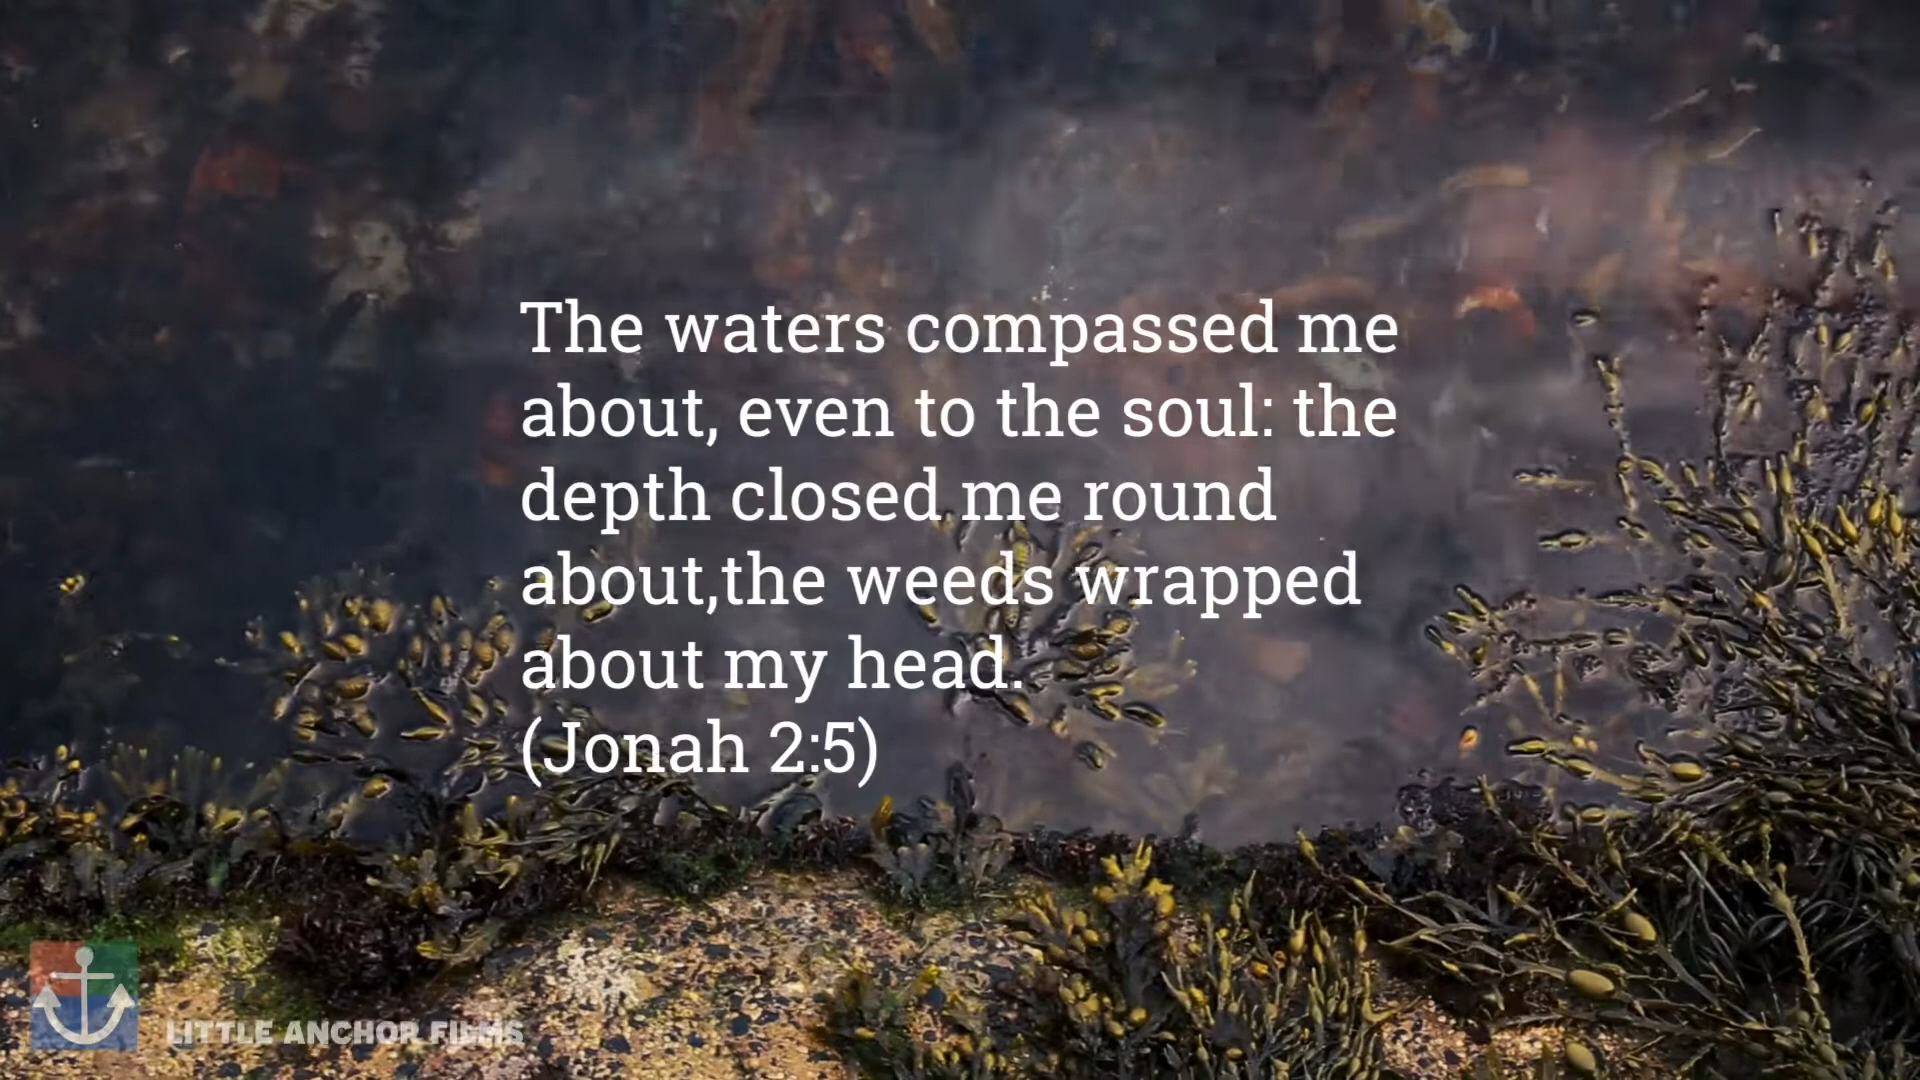 The waters compassed me
about, even to the soul: the
depth closed me round
about,the weeds wrapped
about my head.
(Jonah 2:5)
LITTLE ANCHOR FILMS